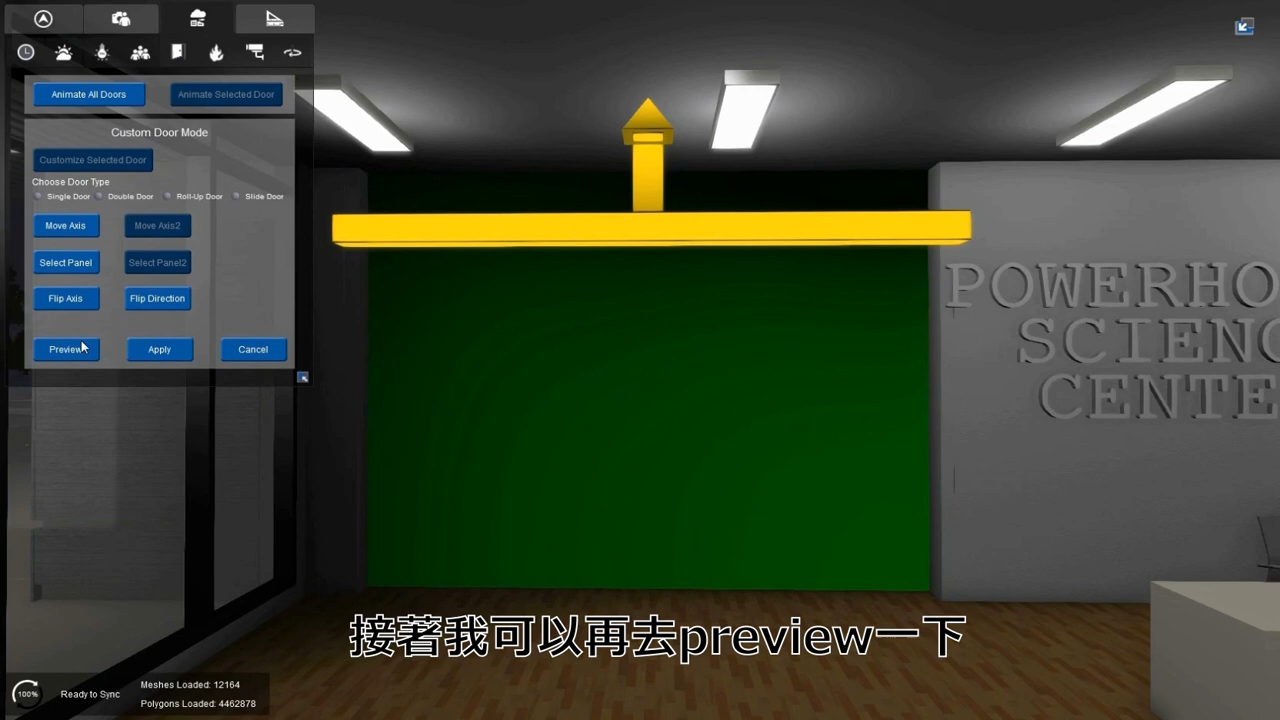 Animate All Doors
Animate Selected Door
Custom Door Mode
Customize Selected Door
Choose Door Type
Single Door Double Door Roll-Up Door Slide Door
Move Axis Move Axis2
Select Panel Select Panel2
Flip Axis Flip Direction
Preview Apply Cancel
POWERHO
SCIENC
CENTE
接著我可以再去preview一下
100% Ready to Sync
Meshes Loaded: 12164
Polygons Loaded: 4462878